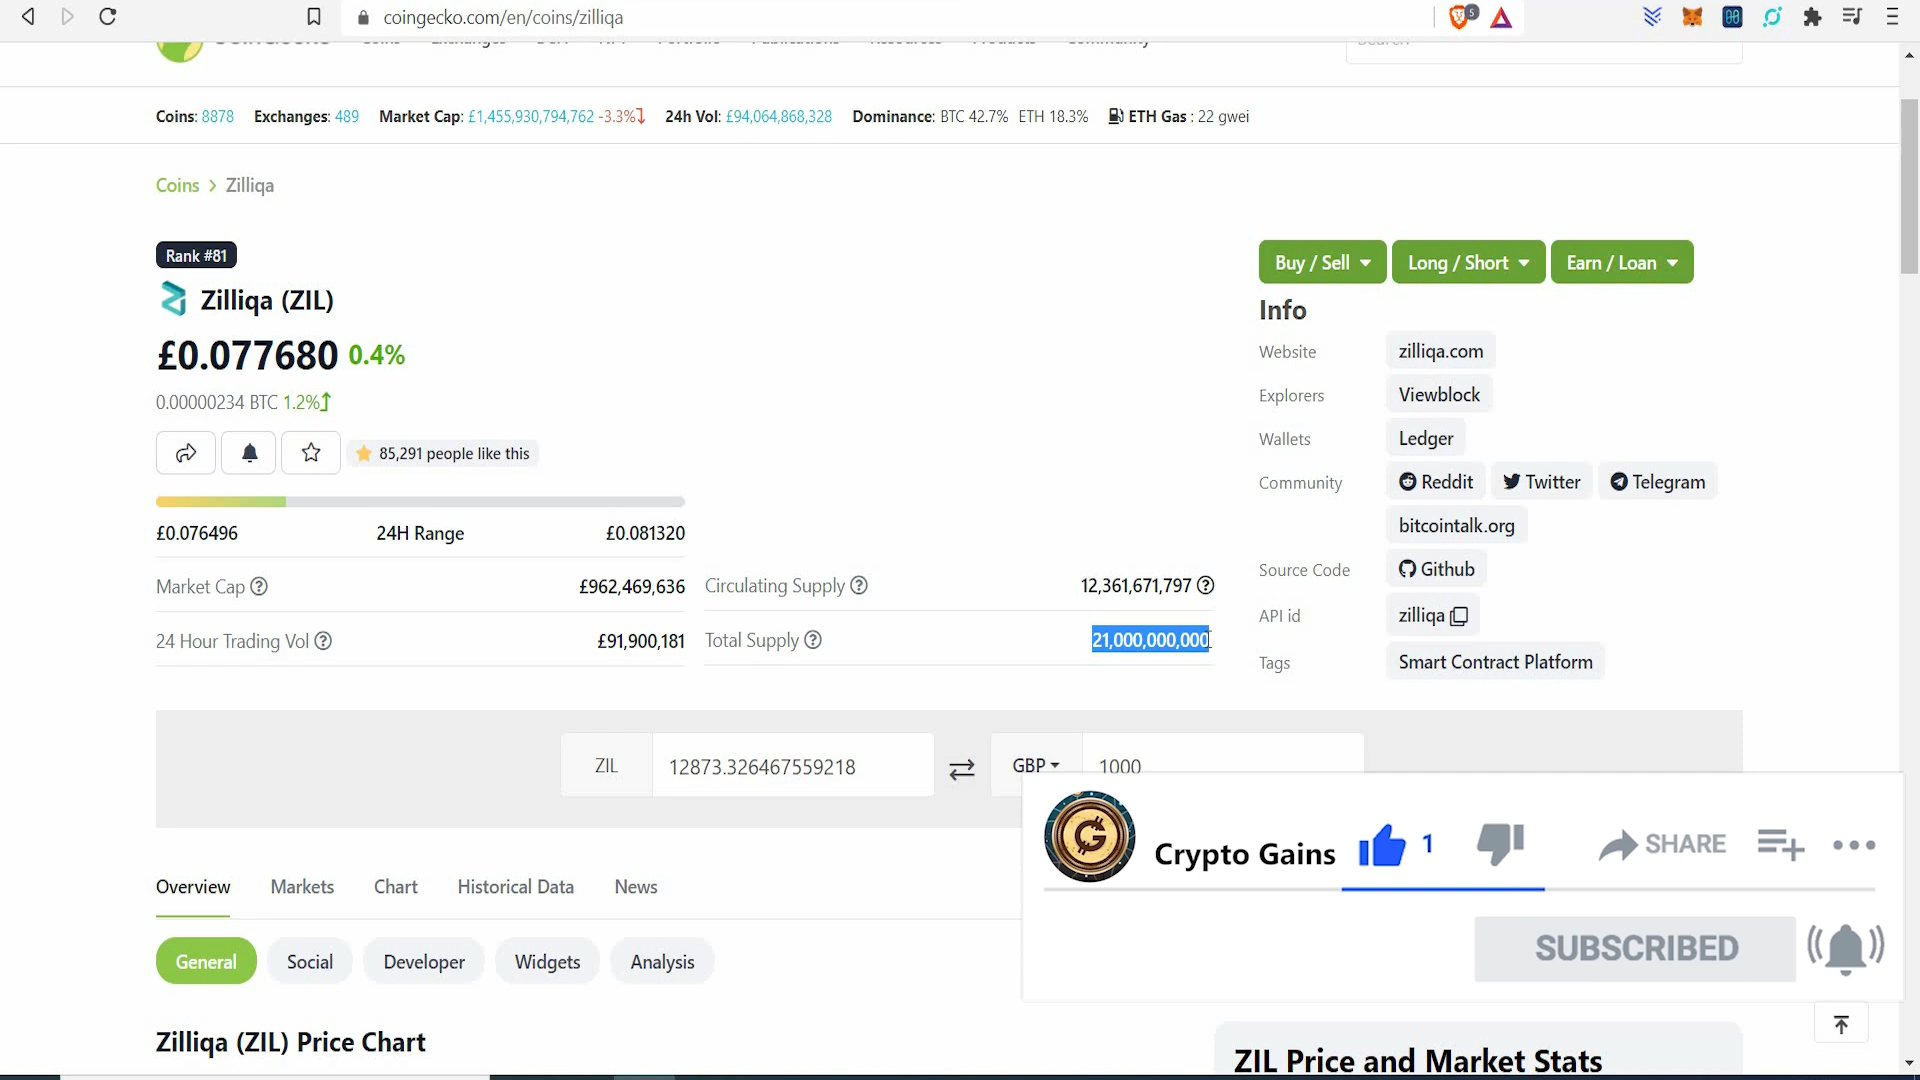 coingecko.com/en/coins/zilliqa
5
Coins: 8878 Exchanges: 489 Market Cap: £1,455,930,794,762 -3.3% 24h Vol: £94,064,868,328 Dominance: BTC 42.7% ETH 18.3% ETH Gas : 22 gwei
Coins > Zilliqa
Rank #81
Zilliqa (ZIL)
£0.077680 0.4%
0.00000234 BTC 1.2%
85,291 people like this
£0.076496 24H Range £0.081320
Market Cap £962,469,636
24 Hour Trading Vol £91,900,181
Circulating Supply 12,361,671,797
Total Supply 21,000,000,000
Buy / Sell Long / Short Earn / Loan
Info
Website zilliqa.com
Explorers Viewblock
Wallets Ledger
Community Reddit Twitter Telegram
bitcointalk.org
Source Code Github
API id zilliqa
Tags Smart Contract Platform
ZIL 12873.326467559218 GBP 1000
Crypto Gains 1 SHARE
SUBSCRIBED
Overview Markets Chart Historical Data News
General Social Developer Widgets Analysis
Zilliqa (ZIL) Price Chart
ZIL Price and Market Stats